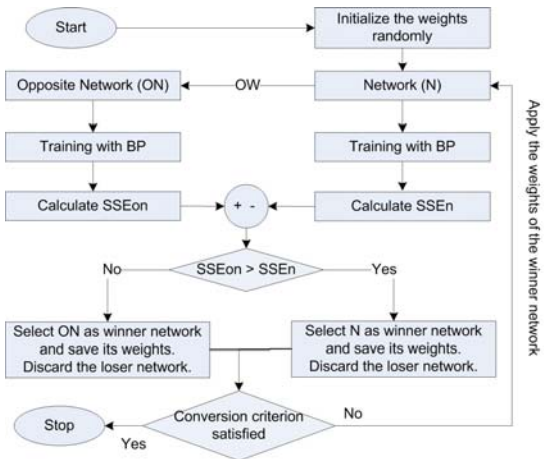 Start
Initialize the weights
randomly
Opposite Network (ON)
OW
Network (N)
Training with BP
Training with BP
Calculate SSEon
+ -
Calculate SSEn
No
SSEon > SSEn
Yes
Select ON as winner network
and save its weights.
Discard the loser network.
Select N as winner network
and save its weights.
Discard the loser network.
Stop
Yes
Conversion criterion
satisfied
No
Apply the weights of the winner network